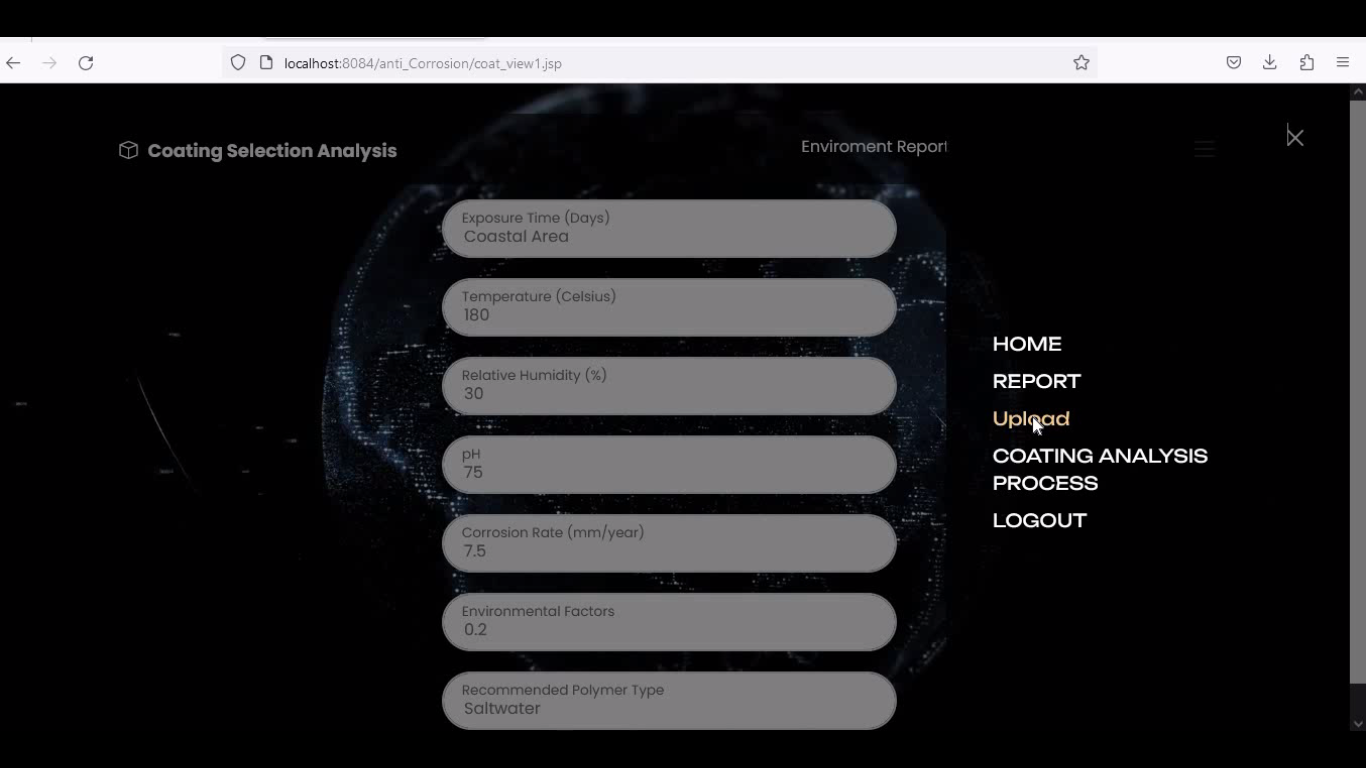 localhost:8084/anti_Corrosion/coat_view1.jsp
Coating Selection Analysis
Enviroment Report
Exposure Time (Days)
Coastal Area
Temperature (Celsius)
180
Relative Humidity (%)
30
pH
75
Corrosion Rate (mm/year)
7.5
Environmental Factors
0.2
Recommended Polymer Type
Saltwater
HOME
REPORT
Upload
COATING ANALYSIS
PROCESS
LOGOUT